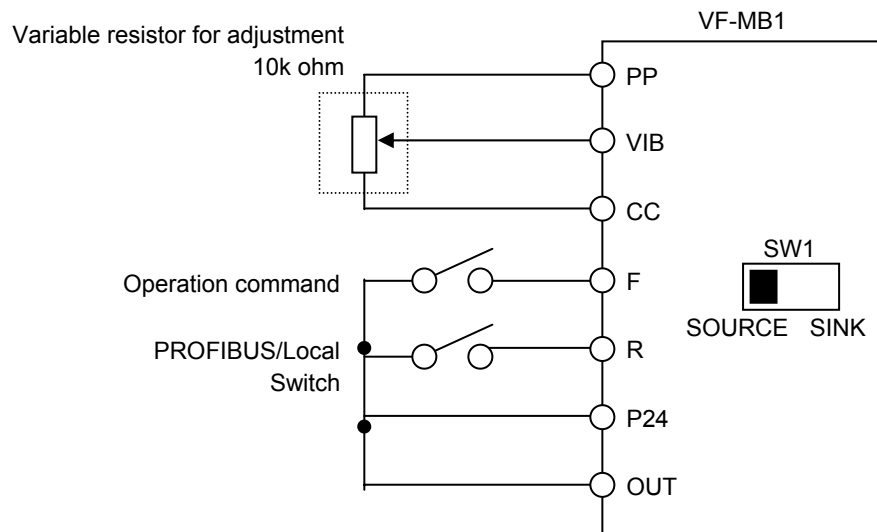 VF-MB1
Variable resistor for adjustment
10k ohm
PP
VIB
CC
SW1
Operation command
F
SOURCE SINK
PROFIBUS/Local
Switch
R
P24
OUT